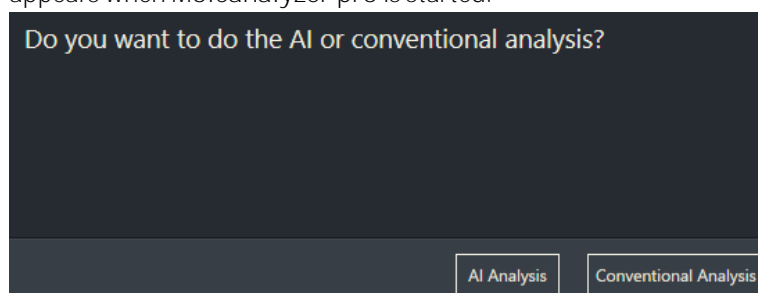 appears when Moleanalyzer pro is started.
Do you want to do the AI or conventional analysis?
AI Analysis
Conventional Analysis